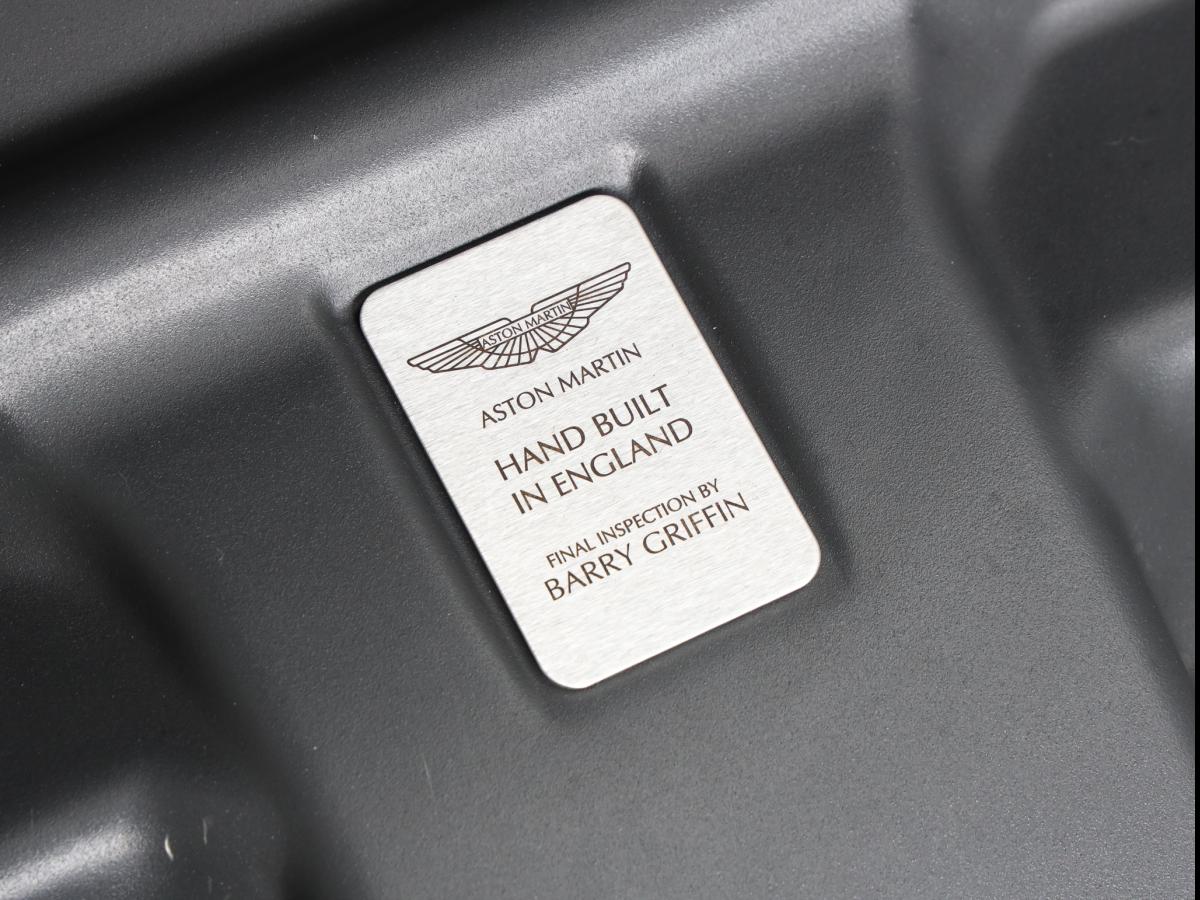 ASTON MARTIN
ASTON MARTIN
HAND BUILT
IN ENGLAND
FINAL INSPECTION BY
BARRY GRIFFIN